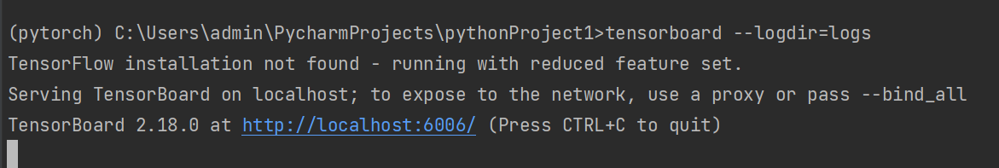 (pytorch) C:\Users\admin\PycharmProjects\pythonProject1>tensorboard --logdir=logs
TensorFlow installation not found - running with reduced feature set.
Serving TensorBoard on localhost; to expose to the network, use a proxy or pass --bind_all
TensorBoard 2.18.0 at http://localhost:6006/ (Press CTRL+C to quit)